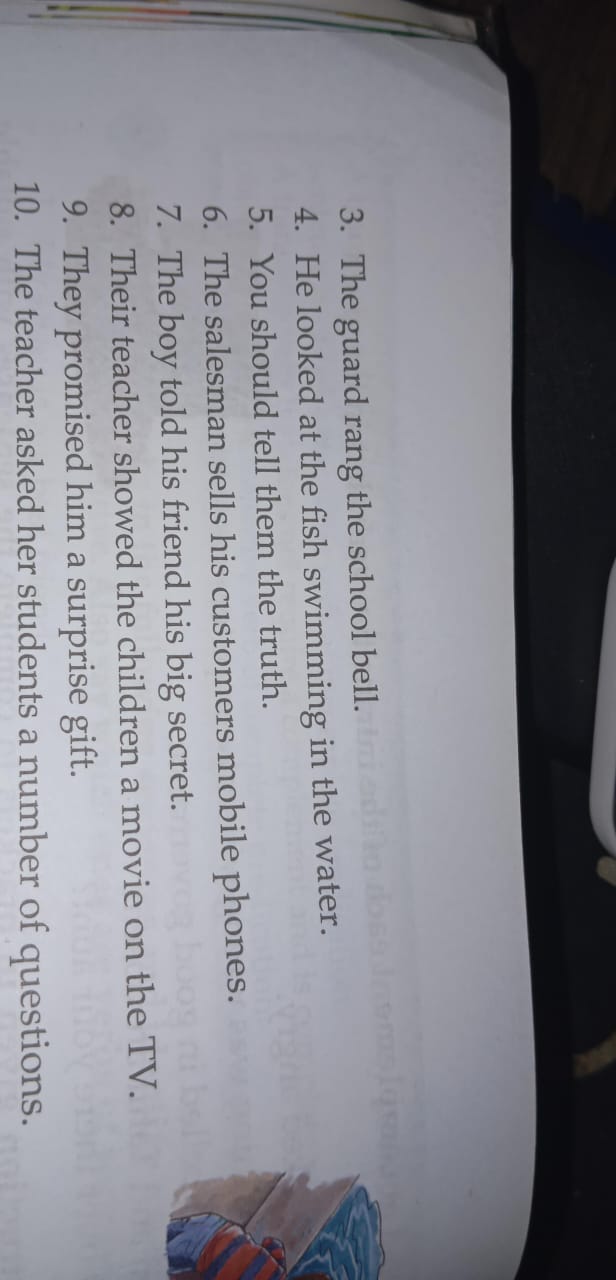 3. The guard rang the school bell.
4. He looked at the fish swimming in the water.
5. You should tell them the truth.
6. The salesman sells his customers mobile phones.
7. The boy told his friend his big secret.
8. Their teacher showed the children a movie on the TV.
9. They promised him a surprise gift.
10. The teacher asked her students a number of questions.